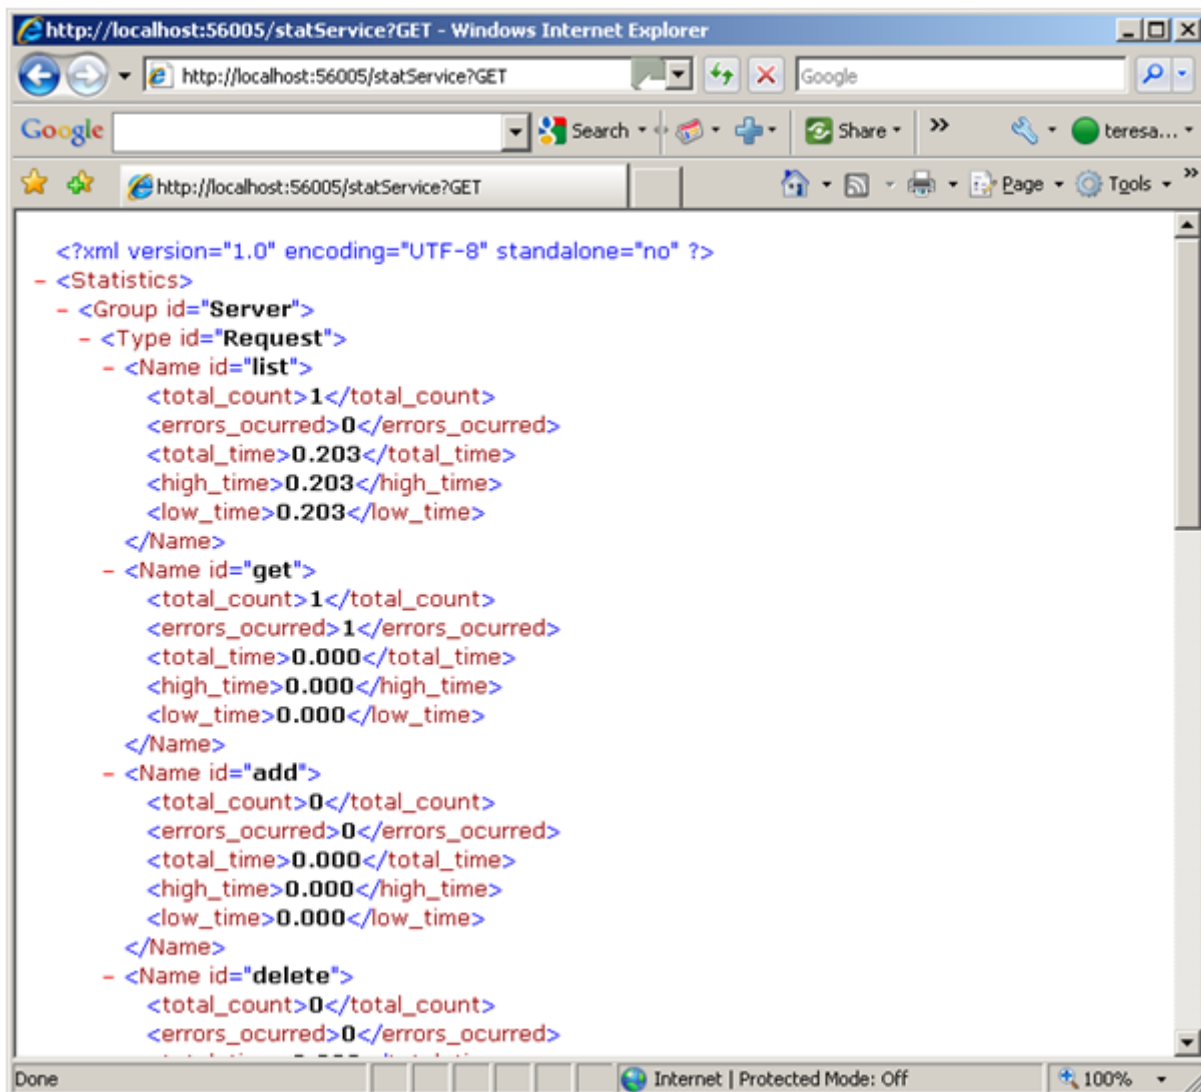 http://localhost:56005/statService?GET - Windows Internet Explorer
http://localhost:56005/statService?GET Google
Google Search Share » teresa...
http://localhost:56005/statService?GET Page Tools »
<?xml version="1.0" encoding="UTF-8" standalone="no" ?>
- <Statistics>
- <Group id="Server">
- <Type id="Request">
- <Name id="list">
<total_count>1</total_count>
<errors_ocurred>0</errors_ocurred>
<total_time>0.203</total_time>
<high_time>0.203</high_time>
<low_time>0.203</low_time>
</Name>
- <Name id="get">
<total_count>1</total_count>
<errors_ocurred>1</errors_ocurred>
<total_time>0.000</total_time>
<high_time>0.000</high_time>
<low_time>0.000</low_time>
</Name>
- <Name id="add">
<total_count>0</total_count>
<errors_ocurred>0</errors_ocurred>
<total_time>0.000</total_time>
<high_time>0.000</high_time>
<low_time>0.000</low_time>
</Name>
- <Name id="delete">
<total_count>0</total_count>
<errors_ocurred>0</errors_ocurred>
Done Internet | Protected Mode: Off 100%